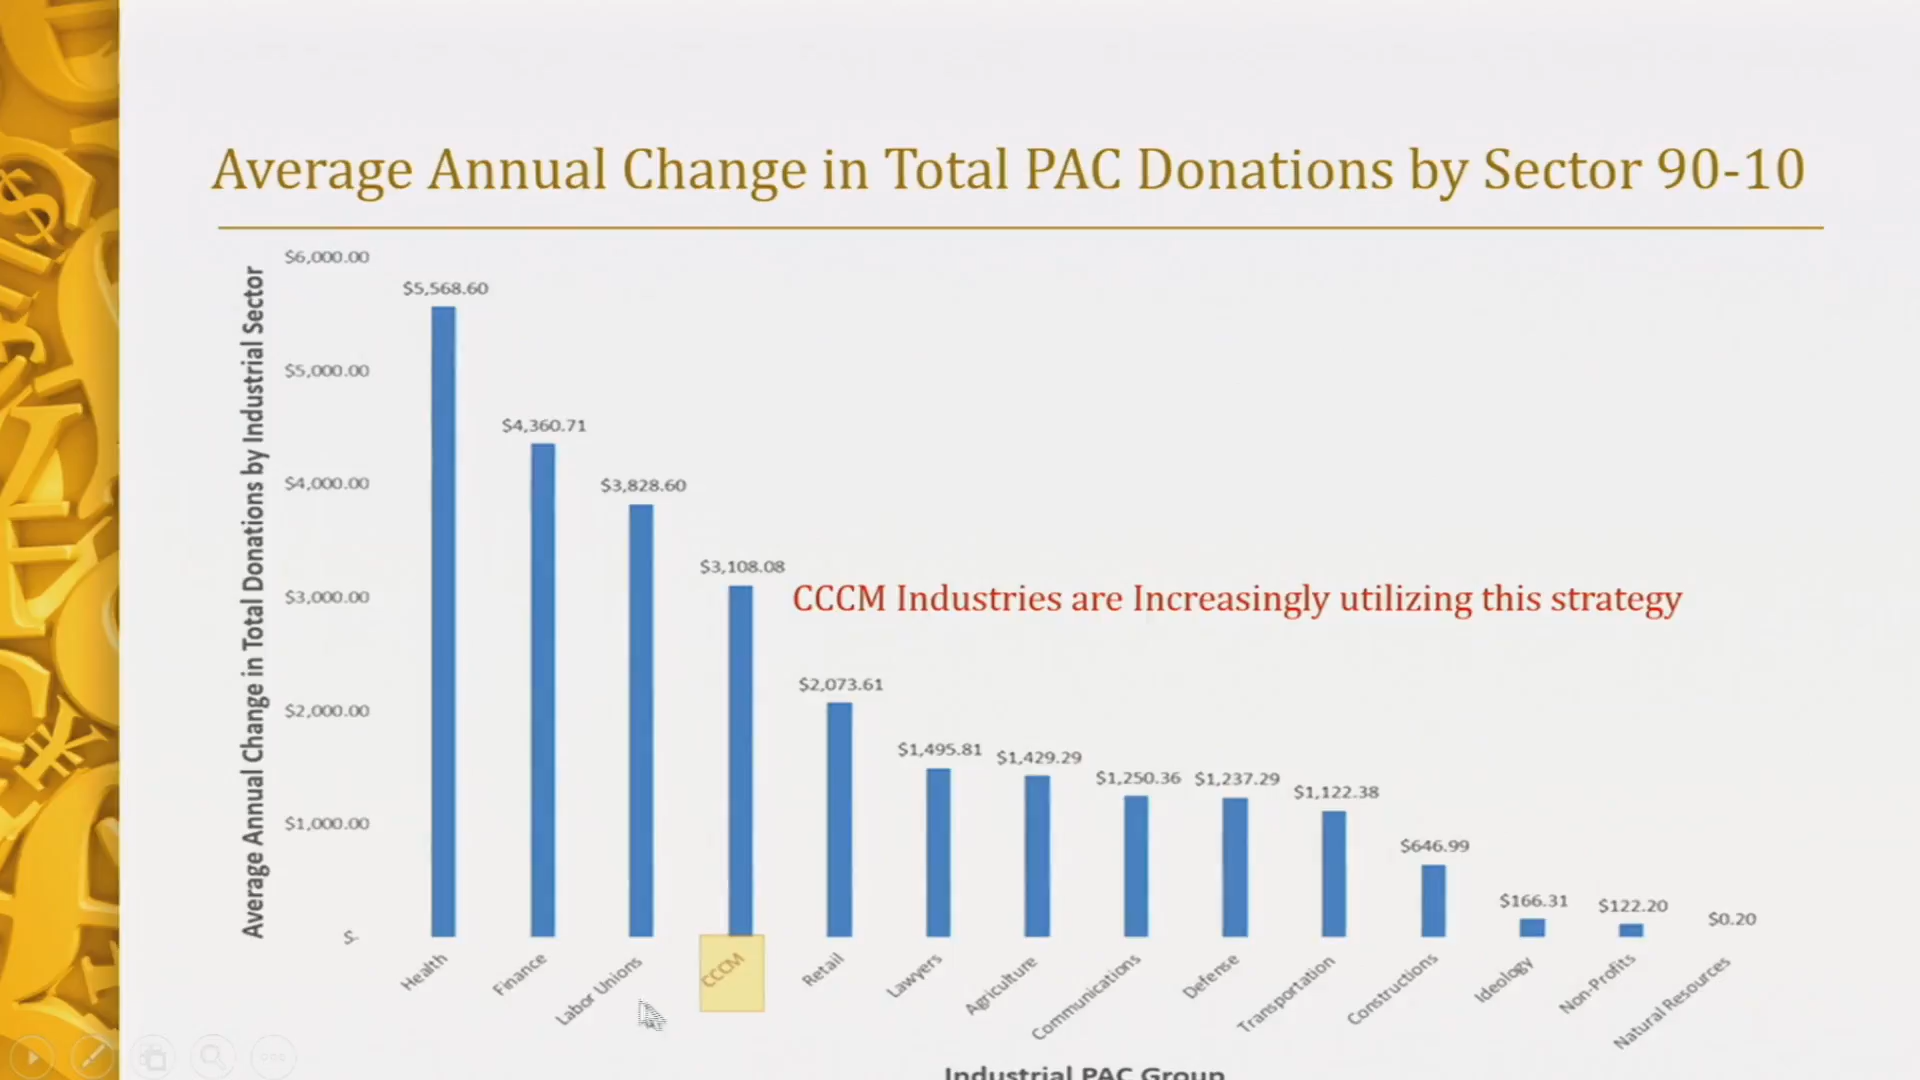 Average Annual Change in Total PAC Donations by Sector 90-10
Average Annual Change in Total Donations by Industrial Sector
$6,000.00
$5,000.00
$4,000.00
$3,000.00
$2,000.00
$1,000.00
$-
$5,568.60
$4,360.71
$3,828.60
$3,108.08
$2,073.61
$1,495.81
$1,429.29
$1,250.36
$1,237.29
$1,122.38
$646.99
$166.31
$122.20
$0.20
CCCM Industries are Increasingly utilizing this strategy
Health
Finance
Labor Unions
CCCM
Retail
Lawyers
Agriculture
Communications
Defense
Transportation
Constructions
Ideology
Non-Profits
Natural Resources
Industrial PAC Group